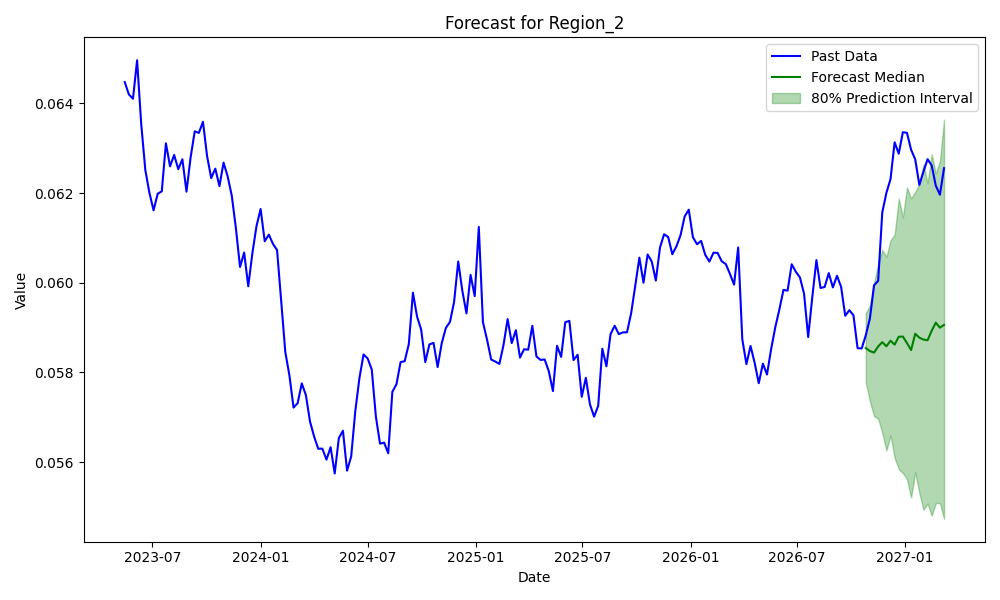 Forecast for Region_2
Past Data
Forecast Median
80% Prediction Interval
0.064
0.062
0.060
0.058
0.056
Value
2023-07
2024-01
2024-07
2025-01
2025-07
2026-01
2026-07
2027-01
Date